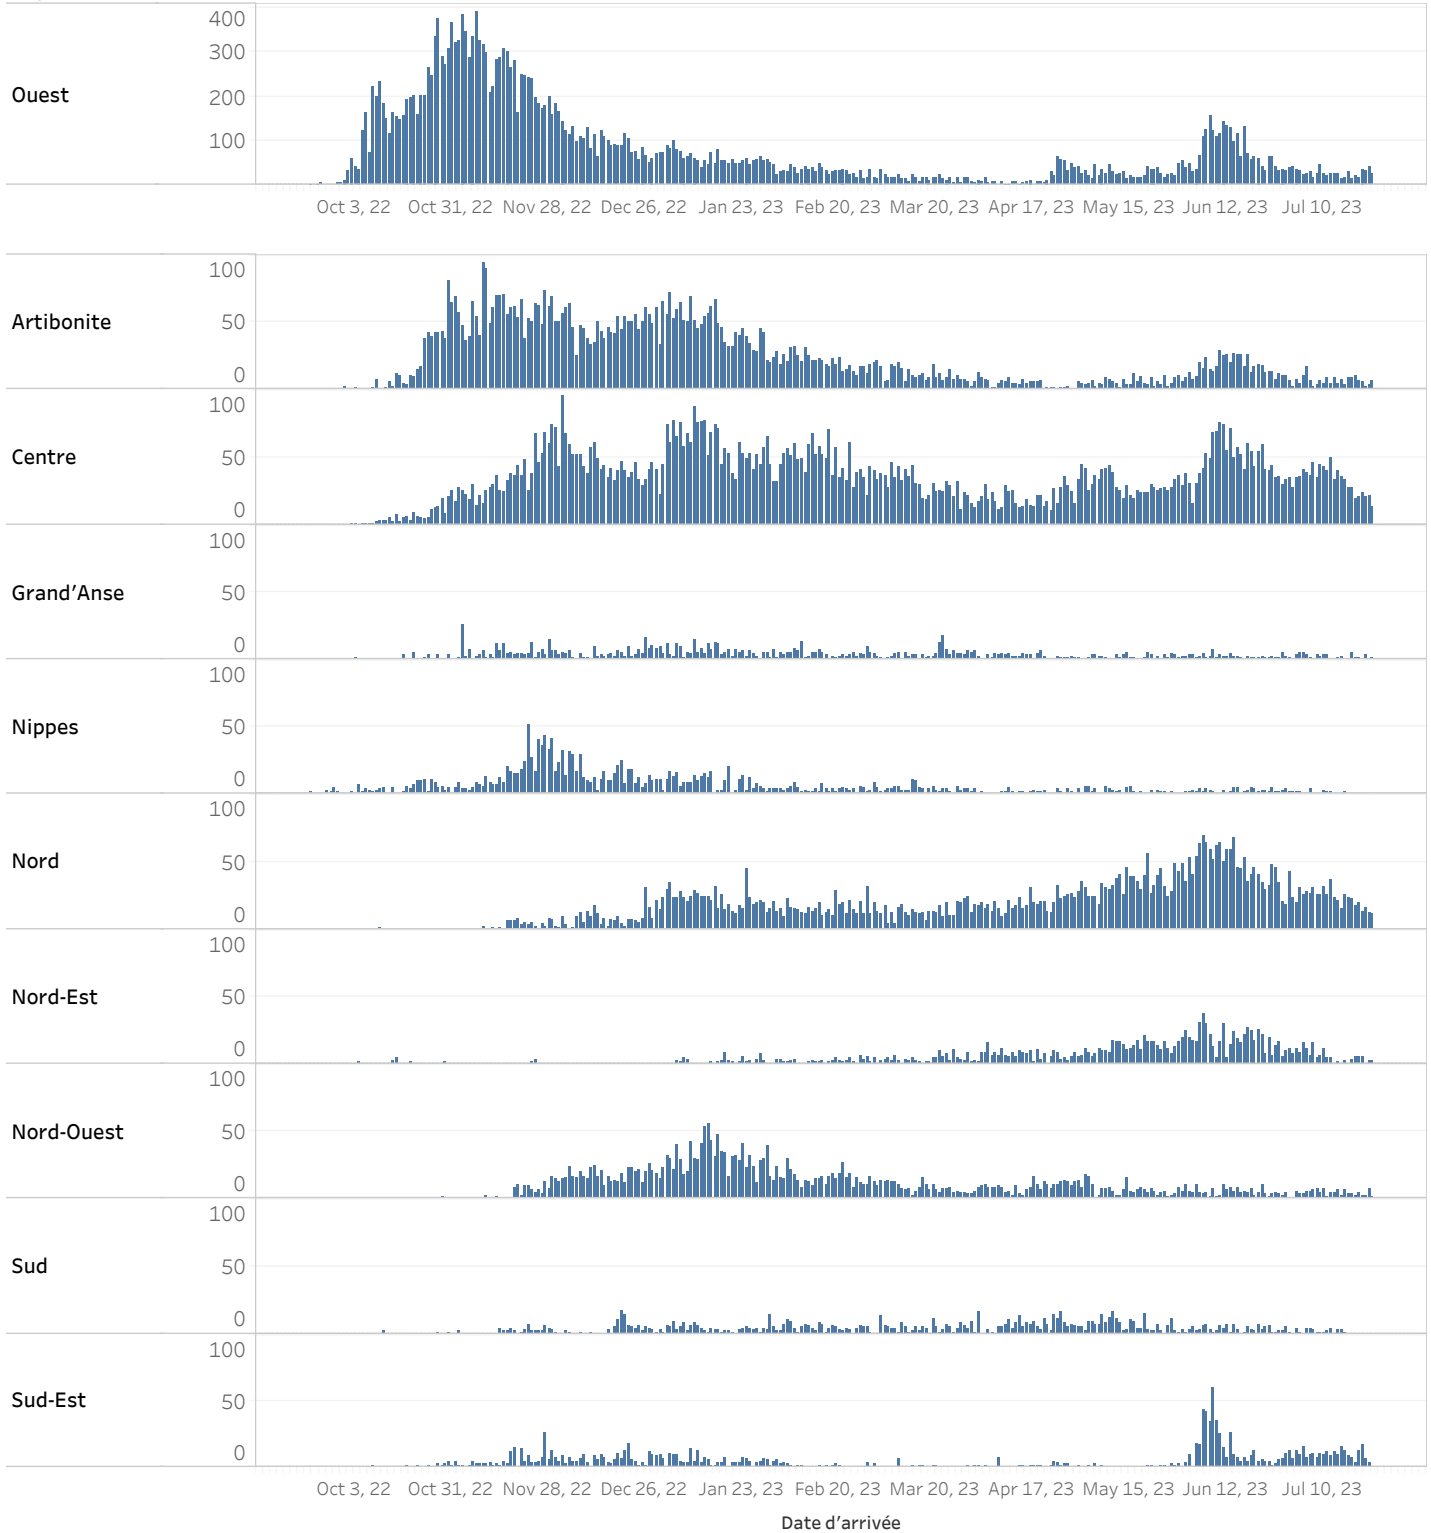 Ouest
400
300
200
100
Oct 3, 22 Oct 31, 22 Nov 28, 22 Dec 26, 22 Jan 23, 23 Feb 20, 23 Mar 20, 23 Apr 17, 23 May 15, 23 Jun 12, 23 Jul 10, 23
Artibonite
100
50
0
Centre
100
50
0
Grand’Anse
100
50
0
Nippes
100
50
0
Nord
100
50
0
Nord-Est
100
50
0
Nord-Ouest
100
50
0
Sud
100
50
0
Sud-Est
100
50
0
Oct 3, 22 Oct 31, 22 Nov 28, 22 Dec 26, 22 Jan 23, 23 Feb 20, 23 Mar 20, 23 Apr 17, 23 May 15, 23 Jun 12, 23 Jul 10, 23
Date d’arrivée